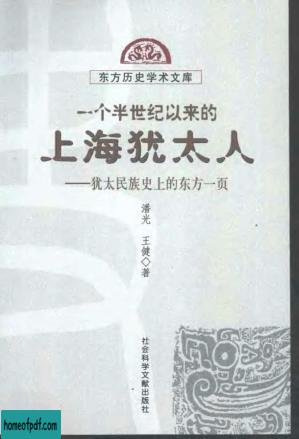 东方历史学术文库
一个半世纪以来的
上海犹太人
——犹太民族史上的东方一页
潘光 王健◇著
社会科学文献出版社
homeofpdf.com